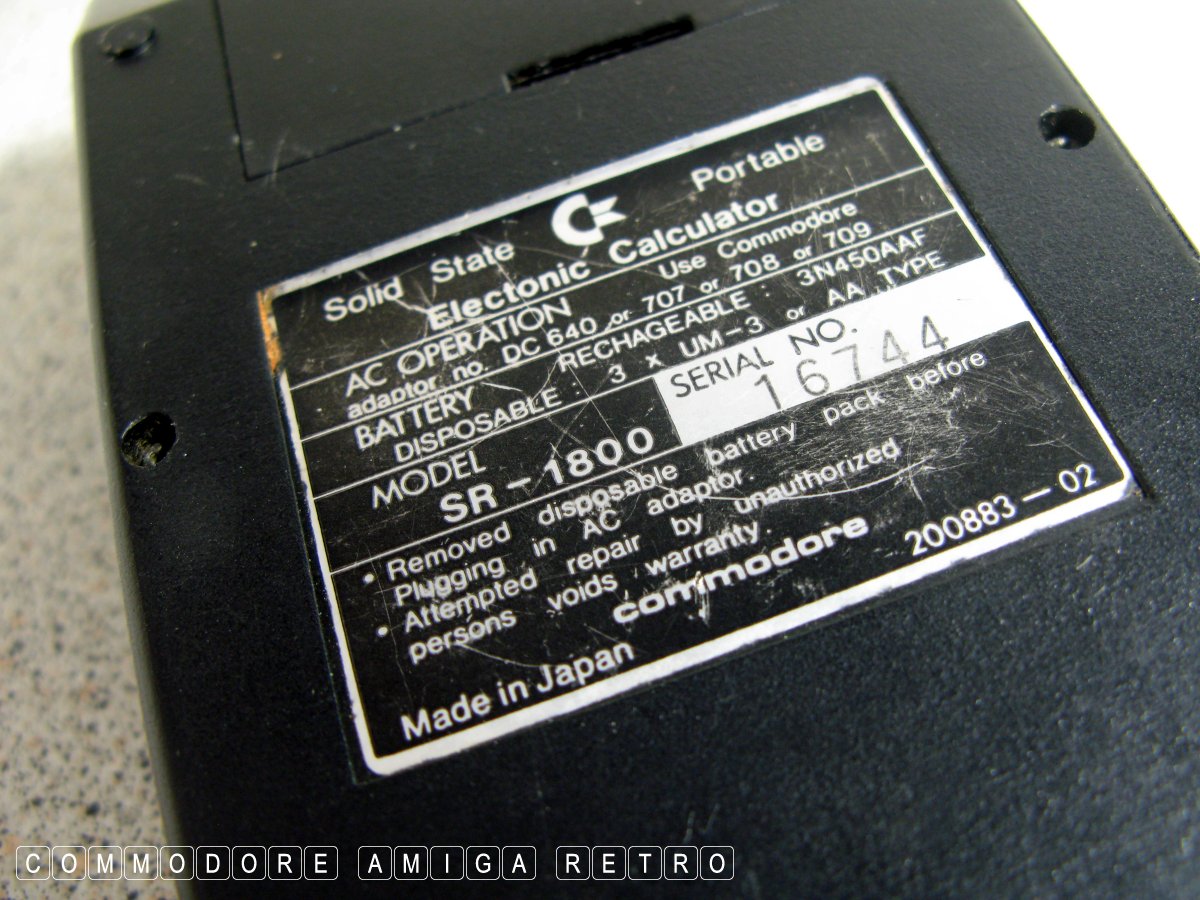 Solid State Portable
Electonic Calculator
AC OPERATION Use Commodore
adaptor no. DC 640 or 707 or 708 or 709
BATTERY RECHAGEABLE : 3N450AAF
DISPOSABLE : 3 x UM-3 or AA TYPE
MODEL SERIAL NO.
SR - 1800 16744
• Removed disposable battery pack before
Plugging in AC adaptor.
• Attempted repair by unauthorized
persons voids warranty.
commodore 200883-02
Made in Japan
COMMODORE AMIGA RETRO